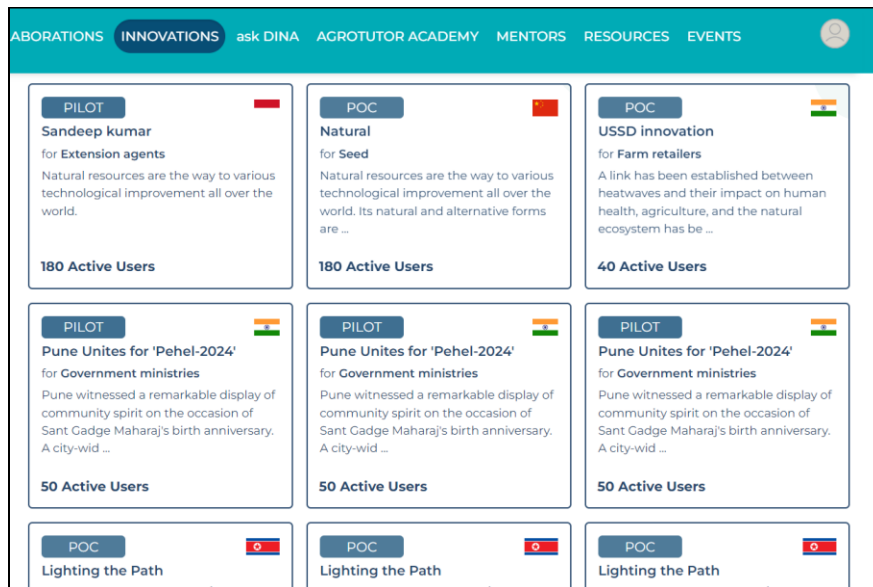 ABORATIONS INNOVATIONS ask DINA AGROTUTOR ACADEMY MENTORS RESOURCES EVENTS
PILOT
Sandeep kumar
for Extension agents
Natural resources are the way to various
technological improvement all over the
world.
180 Active Users
POC
Natural
for Seed
Natural resources are the way to various
technological improvement all over the
world. Its natural and alternative forms
are ...
180 Active Users
POC
USSD innovation
for Farm retailers
A link has been established between
heatwaves and their impact on human
health, agriculture, and the natural
ecosystem has be ...
40 Active Users
PILOT
Pune Unites for 'Pehel-2024'
for Government ministries
Pune witnessed a remarkable display of
community spirit on the occasion of
Sant Gadge Maharaj's birth anniversary.
A city-wid ...
50 Active Users
PILOT
Pune Unites for 'Pehel-2024'
for Government ministries
Pune witnessed a remarkable display of
community spirit on the occasion of
Sant Gadge Maharaj's birth anniversary.
A city-wid ...
50 Active Users
PILOT
Pune Unites for 'Pehel-2024'
for Government ministries
Pune witnessed a remarkable display of
community spirit on the occasion of
Sant Gadge Maharaj's birth anniversary.
A city-wid ...
50 Active Users
POC
Lighting the Path
POC
Lighting the Path
POC
Lighting the Path